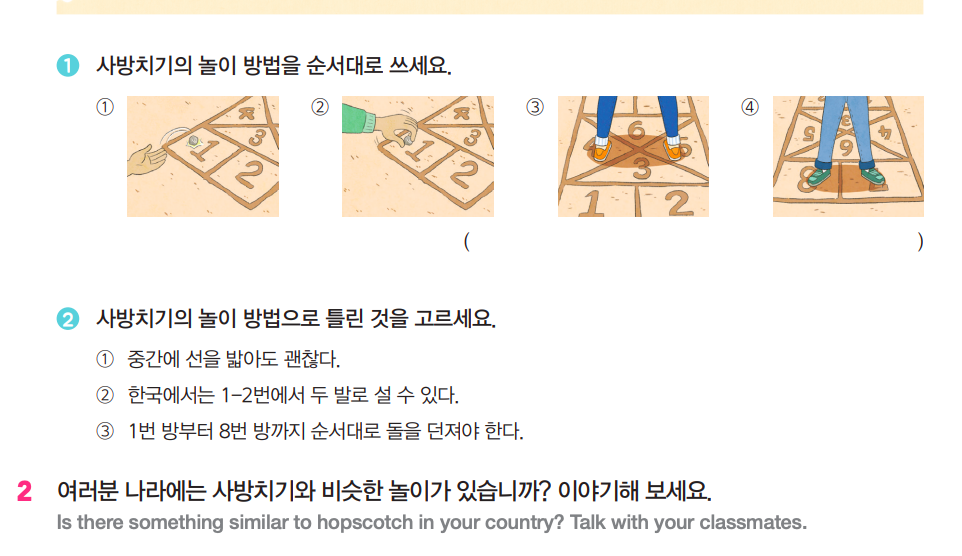 1 사방치기의 놀이 방법을 순서대로 쓰세요.
① ② ③ ④
( )
2 사방치기의 놀이 방법으로 틀린 것을 고르세요.
① 중간에 선을 밟아도 괜찮다.
② 한국에서는 1–2번에서 두 발로 설 수 있다.
③ 1번 방부터 8번 방까지 순서대로 돌을 던져야 한다.
2 여러분 나라에는 사방치기와 비슷한 놀이가 있습니까? 이야기해 보세요.
Is there something similar to hopscotch in your country? Talk with your classmates.